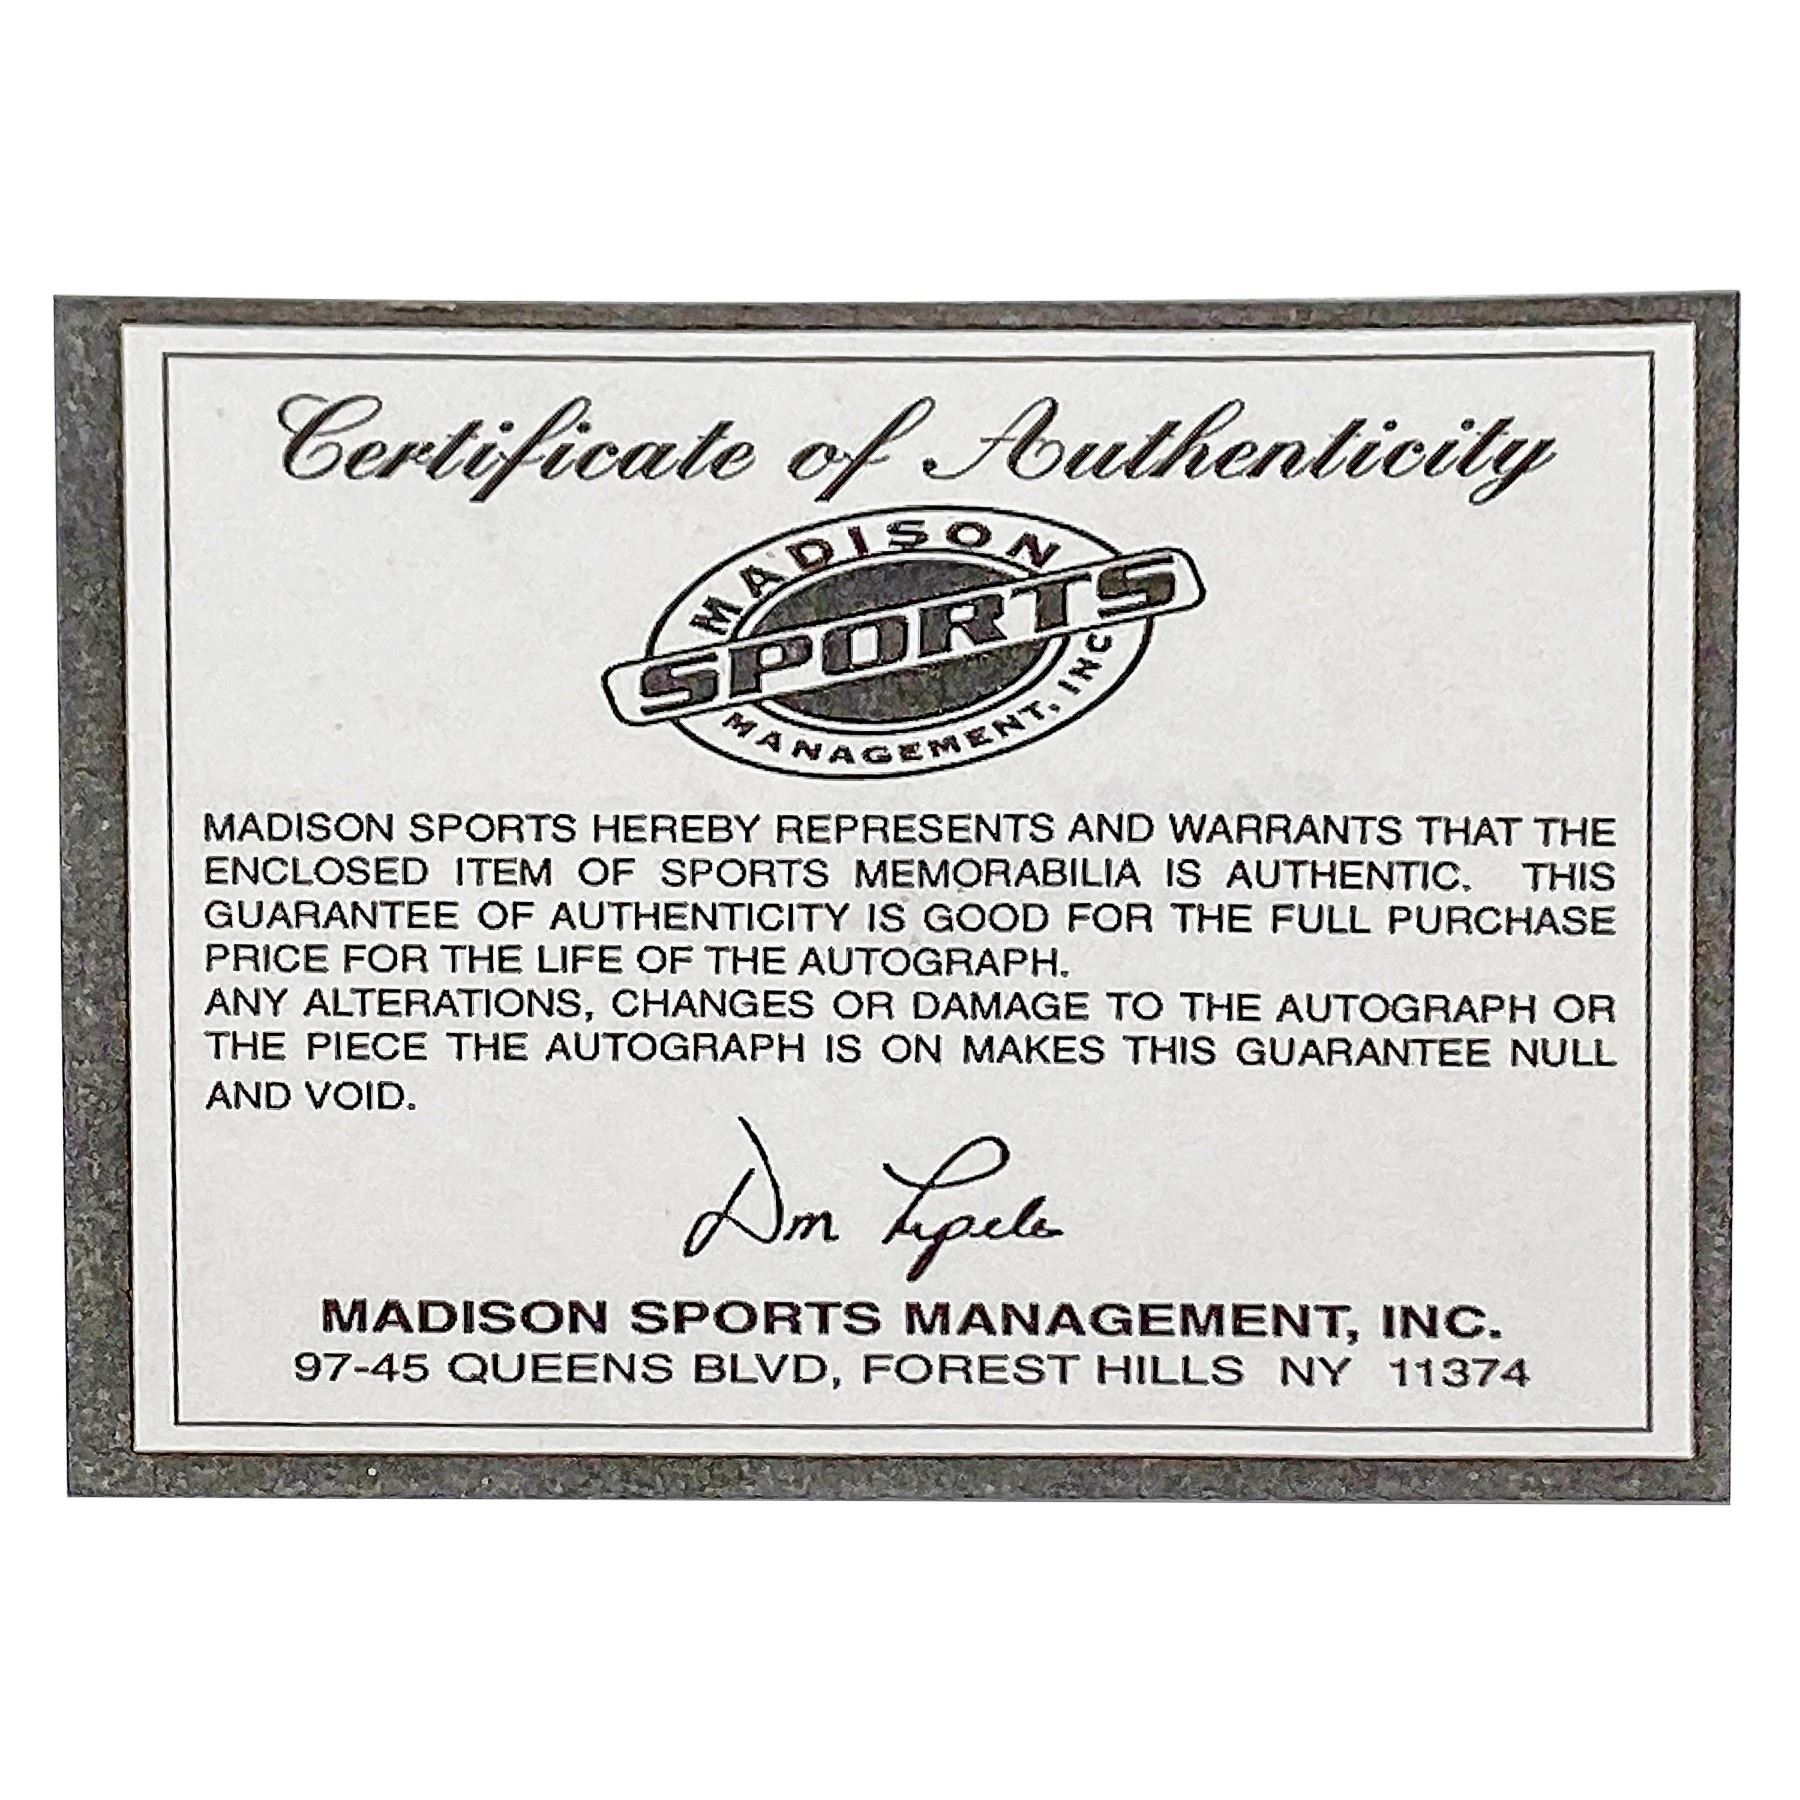 Certificate of Authenticity
MADISON
SPORTS
MANAGEMENT, INC
MADISON SPORTS HEREBY REPRESENTS AND WARRANTS THAT THE
ENCLOSED ITEM OF SPORTS MEMORABILIA IS AUTHENTIC. THIS
GUARANTEE OF AUTHENTICITY IS GOOD FOR THE FULL PURCHASE
PRICE FOR THE LIFE OF THE AUTOGRAPH.
ANY ALTERATIONS, CHANGES OR DAMAGE TO THE AUTOGRAPH OR
THE PIECE THE AUTOGRAPH IS ON MAKES THIS GUARANTEE NULL
AND VOID.
MADISON SPORTS MANAGEMENT, INC.
97-45 QUEENS BLVD, FOREST HILLS NY 11374